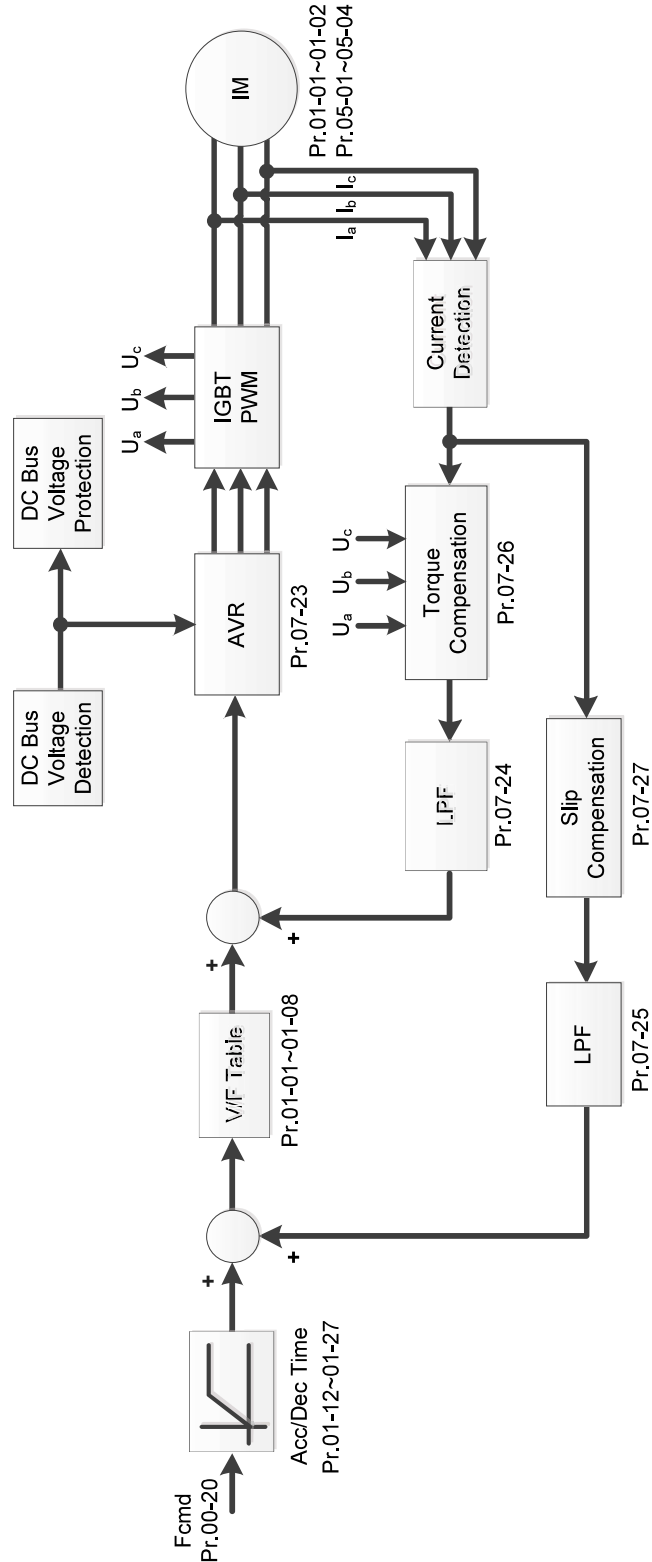 DC Bus
Voltage
Detection
DC Bus
Voltage
Protection
Fcmd
Pr.00-20
Acc/Dec Time
Pr.01-12~01-27
+
+
V/F Table
Pr.01-01~01-08
+
+
AVR
Pr.07-23
IGBT
PWM
Ua
Ub
Uc
IM
Pr.01-01~01-02
Pr.05-01~05-04
Ia
Ib
Ic
Current
Detection
Ua
Ub
Uc
Torque
Compensation
Pr.07-26
LPF
Pr.07-24
Slip
Compensation
Pr.07-27
LPF
Pr.07-25